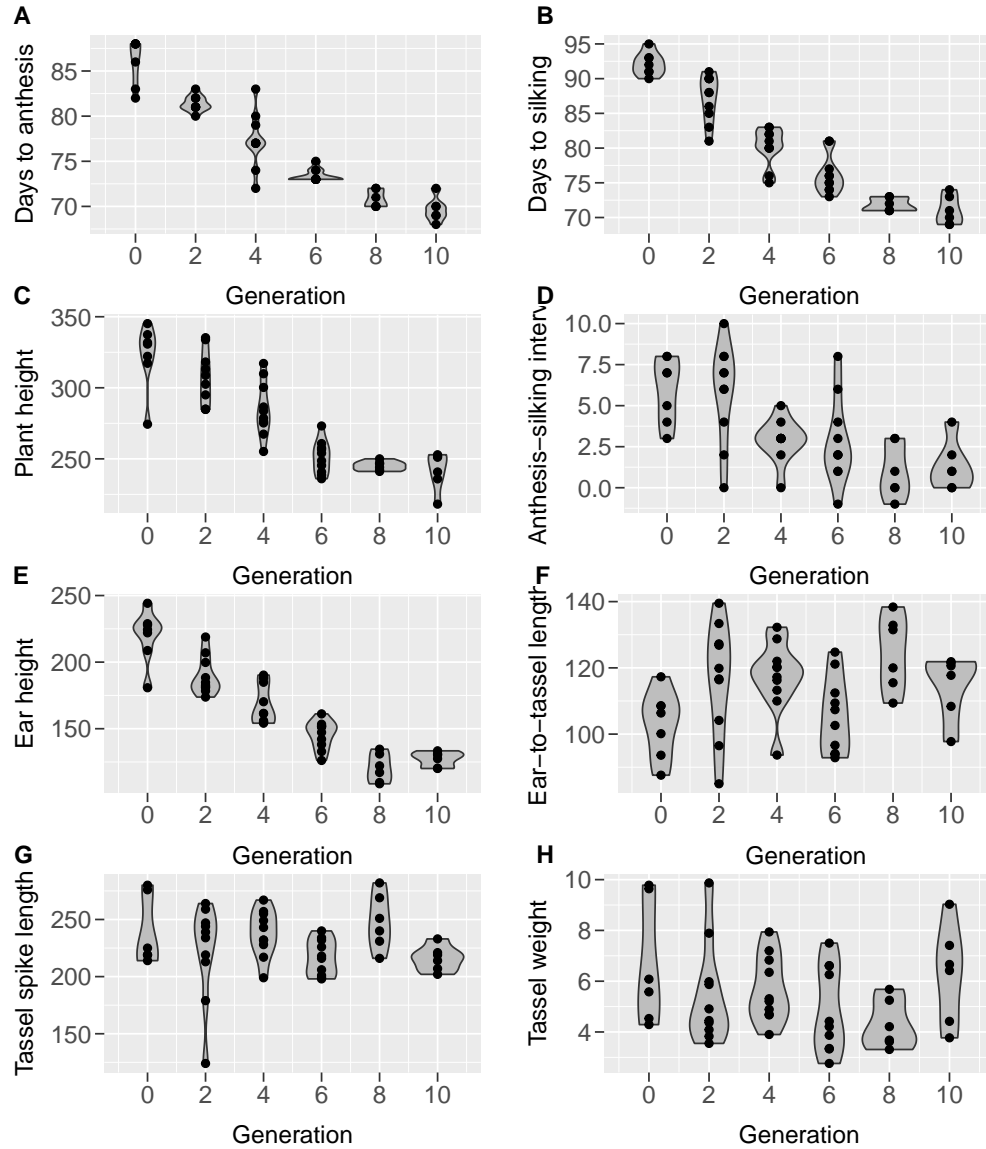 A
Days to anthesis
85
80
75
70
0 2 4 6 8 10
Generation
B
Days to silking
95
90
85
80
75
70
0 2 4 6 8 10
Generation
C
Plant height
350
300
250
0 2 4 6 8 10
Generation
D
Anthesis−silking interv
10.0
7.5
5.0
2.5
0.0
0 2 4 6 8 10
Generation
E
Ear height
250
200
150
0 2 4 6 8 10
Generation
F
Ear−to−tassel length
140
120
100
0 2 4 6 8 10
Generation
G
Tassel spike length
250
200
150
0 2 4 6 8 10
Generation
H
Tassel weight
10
8
6
4
0 2 4 6 8 10
Generation